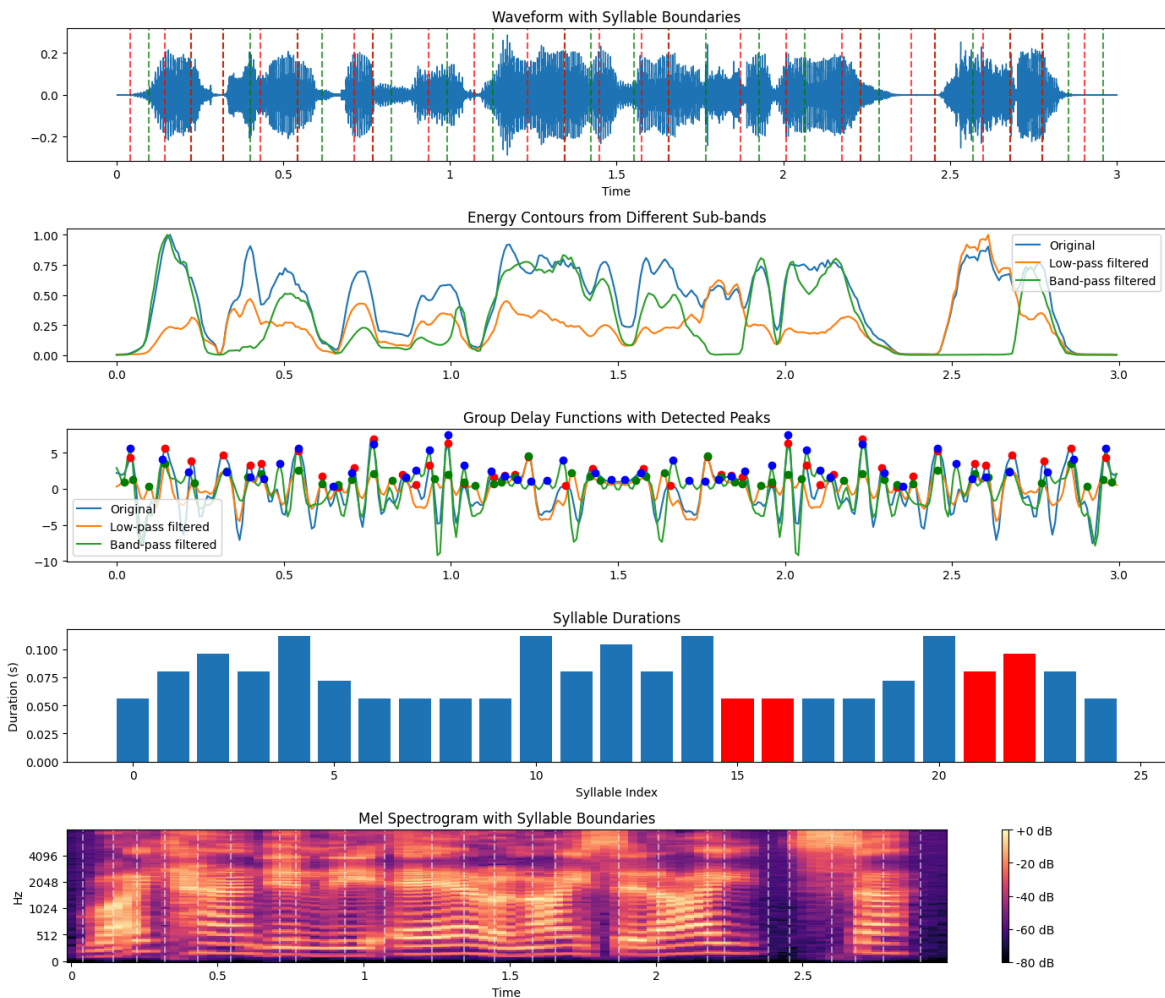 Waveform with Syllable Boundaries
0.2
0.0
−0.2
0 0.5 1 1.5 2 2.5 3
Time
Energy Contours from Different Sub-bands
1.00
0.75
0.50
0.25
0.00
Original
Low-pass filtered
Band-pass filtered
0.0 0.5 1.0 1.5 2.0 2.5 3.0
Group Delay Functions with Detected Peaks
5
0
−5
−10
Original
Low-pass filtered
Band-pass filtered
0.0 0.5 1.0 1.5 2.0 2.5 3.0
Syllable Durations
Duration (s)
0.100
0.075
0.050
0.025
0.000
0 5 10 15 20 25
Syllable Index
Mel Spectrogram with Syllable Boundaries
Hz
4096
2048
1024
512
0
0 0.5 1 1.5 2 2.5
Time
+0 dB
-20 dB
-40 dB
-60 dB
-80 dB